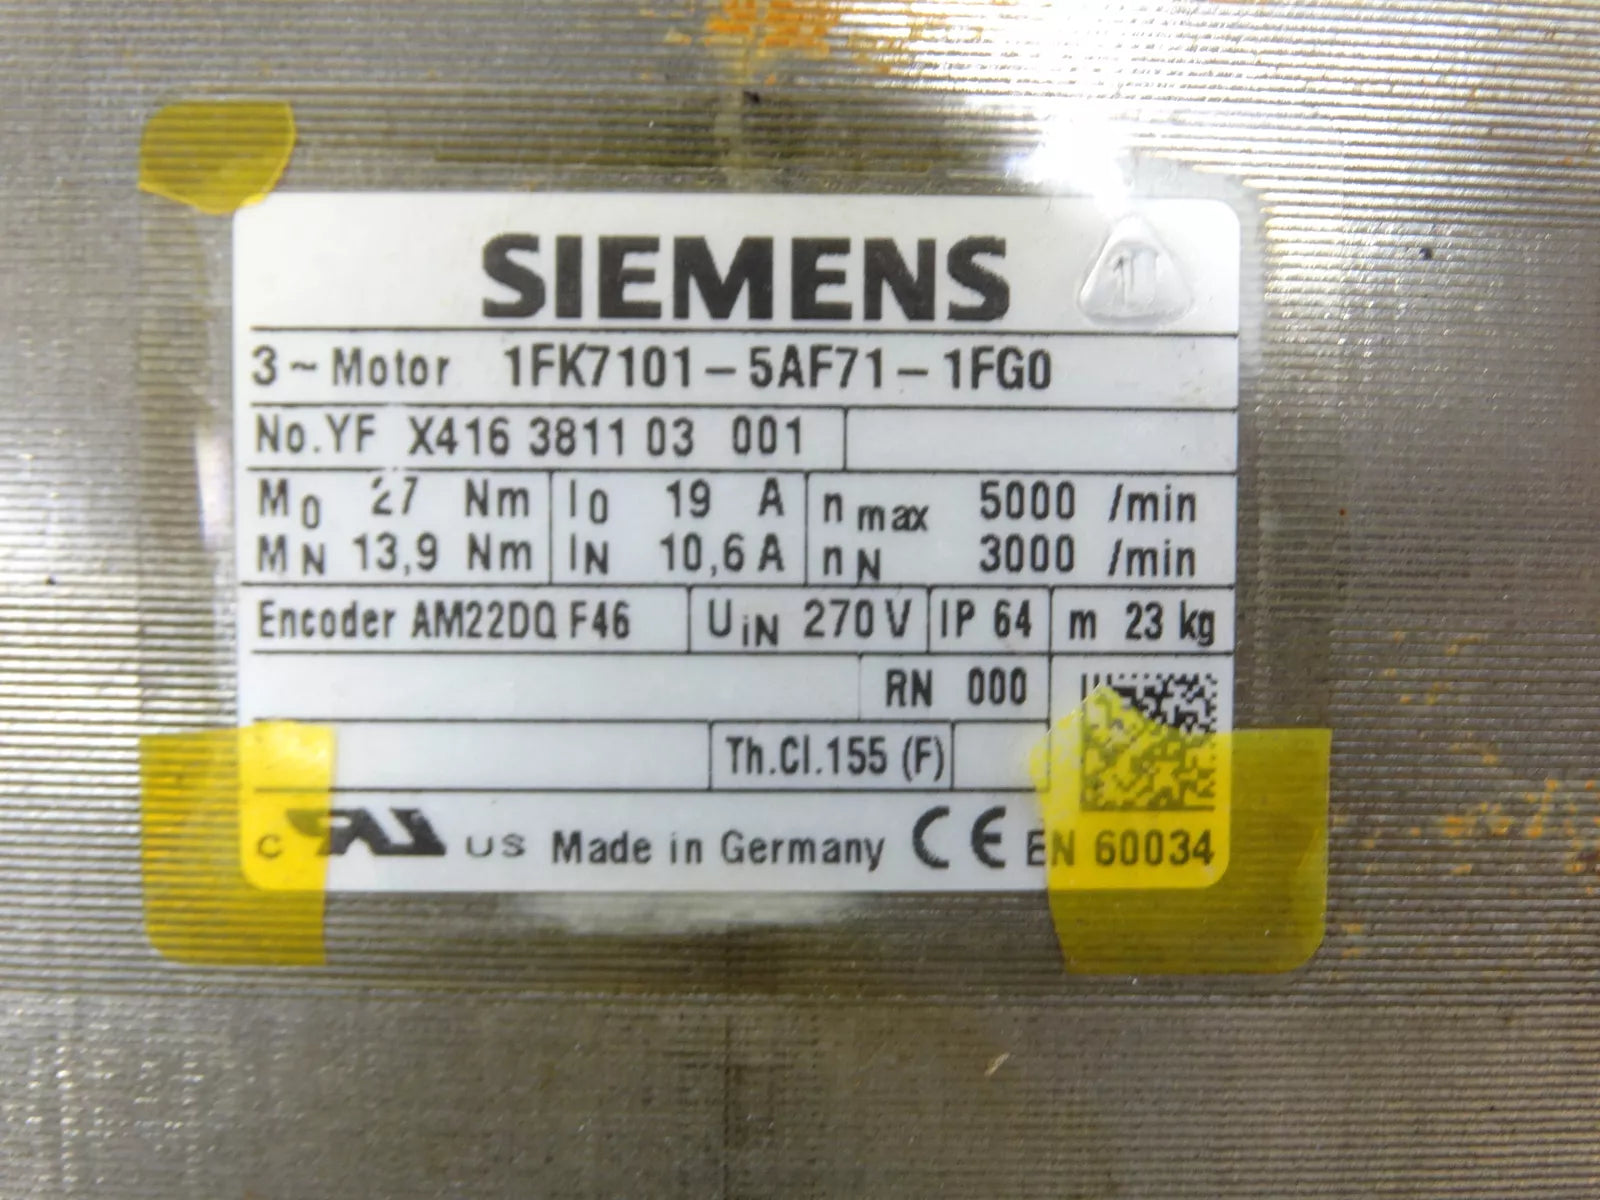 SIEMENS
3~Motor 1FK7101-5AF71-1FG0
No.YF X416 3811 03 001
M0 27 Nm I0 19 A nmax 5000 /min
MN 13,9 Nm IN 10,6 A nN 3000 /min
Encoder AM22DQ F46 UiN 270 V IP 64 m 23 kg
RN 000
Th.Cl.155 (F)
c US Made in Germany CE EN 60034